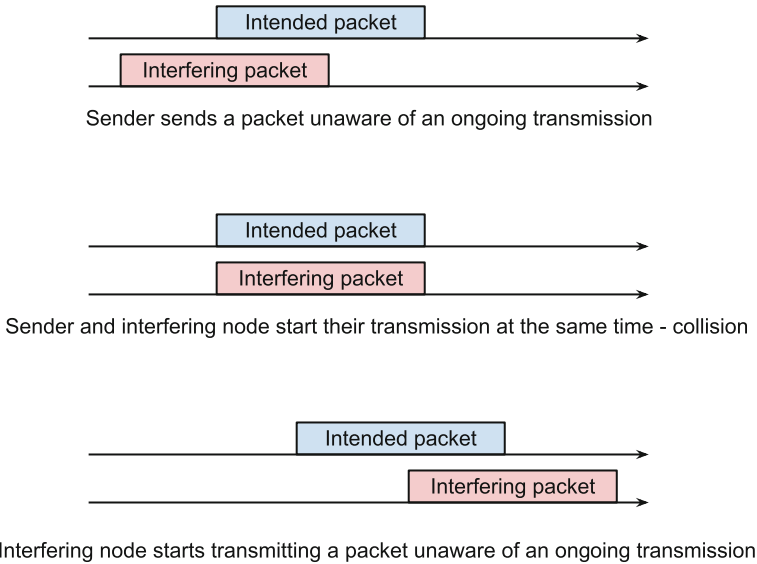 Intended packet
Interfering packet
Sender sends a packet unaware of an ongoing transmission
Intended packet
Interfering packet
Sender and interfering node start their transmission at the same time - collision
Intended packet
Interfering packet
Interfering node starts transmitting a packet unaware of an ongoing transmission